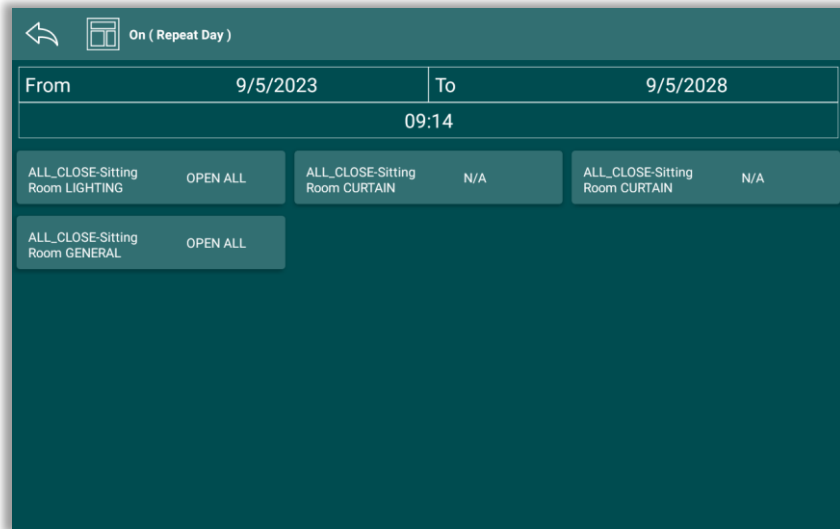 On ( Repeat Day )
From 9/5/2023 To 9/5/2028
09:14
ALL_CLOSE-Sitting
Room LIGHTING
OPEN ALL
ALL_CLOSE-Sitting
Room CURTAIN
N/A
ALL_CLOSE-Sitting
Room CURTAIN
N/A
ALL_CLOSE-Sitting
Room GENERAL
OPEN ALL